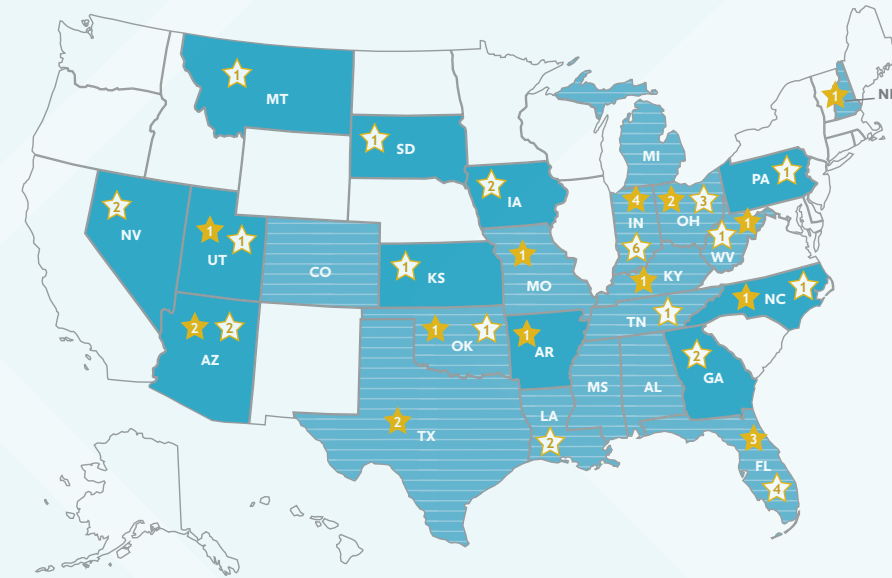 1
MT
1
NH
1
SD
MI
1
PA
2
IA
4
2
3
2
NV
1
1
UT
IN
OH
1
1
6
WV
1
KS
CO
1
MO
1
KY
1
NC
1
2
2
AZ
1
1
OK
1
AR
TN
1
2
GA
MS
AL
LA
2
TX
2
3
FL
4